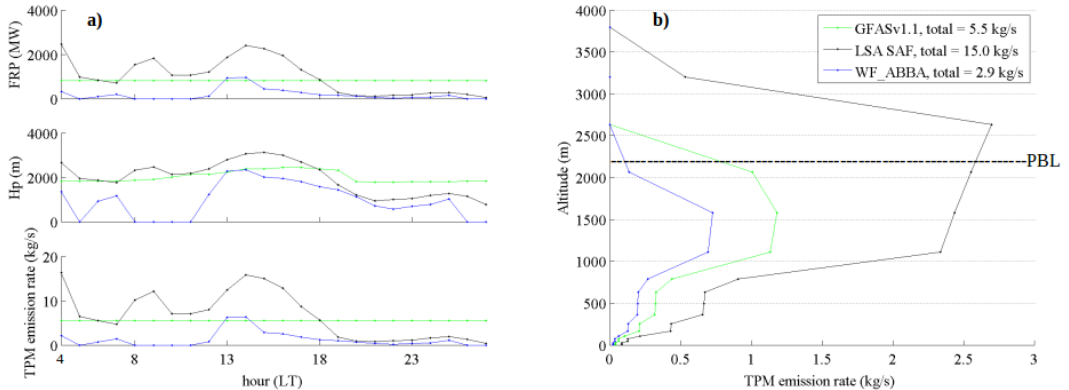 a)
FRP (MW)
4000
2000
0
Hp (m)
4000
2000
0
TPM emission rate (kg/s)
20
10
0
4 8 13 18 23
hour (LT)
b)
GFASv1.1, total = 5.5 kg/s
LSA SAF, total = 15.0 kg/s
WF_ABBA, total = 2.9 kg/s
PBL
Altitude (m)
4000
3500
3000
2500
2000
1500
1000
500
0
0 0.5 1 1.5 2 2.5 3
TPM emission rate (kg/s)